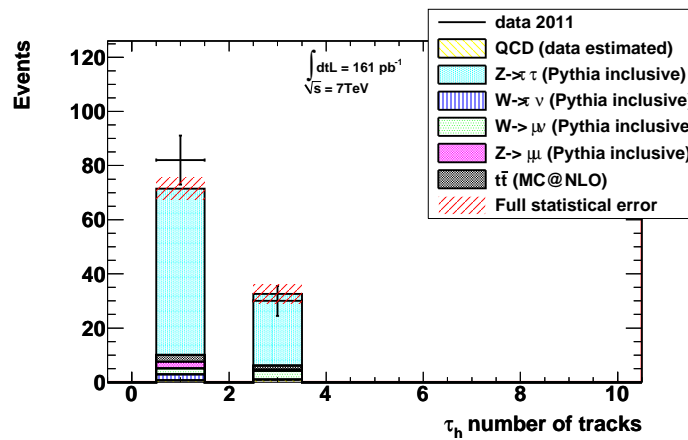 Events
120
100
80
60
40
20
0
0 2 4 6 8 10
τh number of tracks
∫dtL = 161 pb-1
√s = 7TeV
data 2011
QCD (data estimated)
Z->τ τ (Pythia inclusive)
W->τ ν (Pythia inclusive)
W-> μν (Pythia inclusive
Z-> μμ (Pythia inclusive)
tt̄ (MC@NLO)
Full statistical error